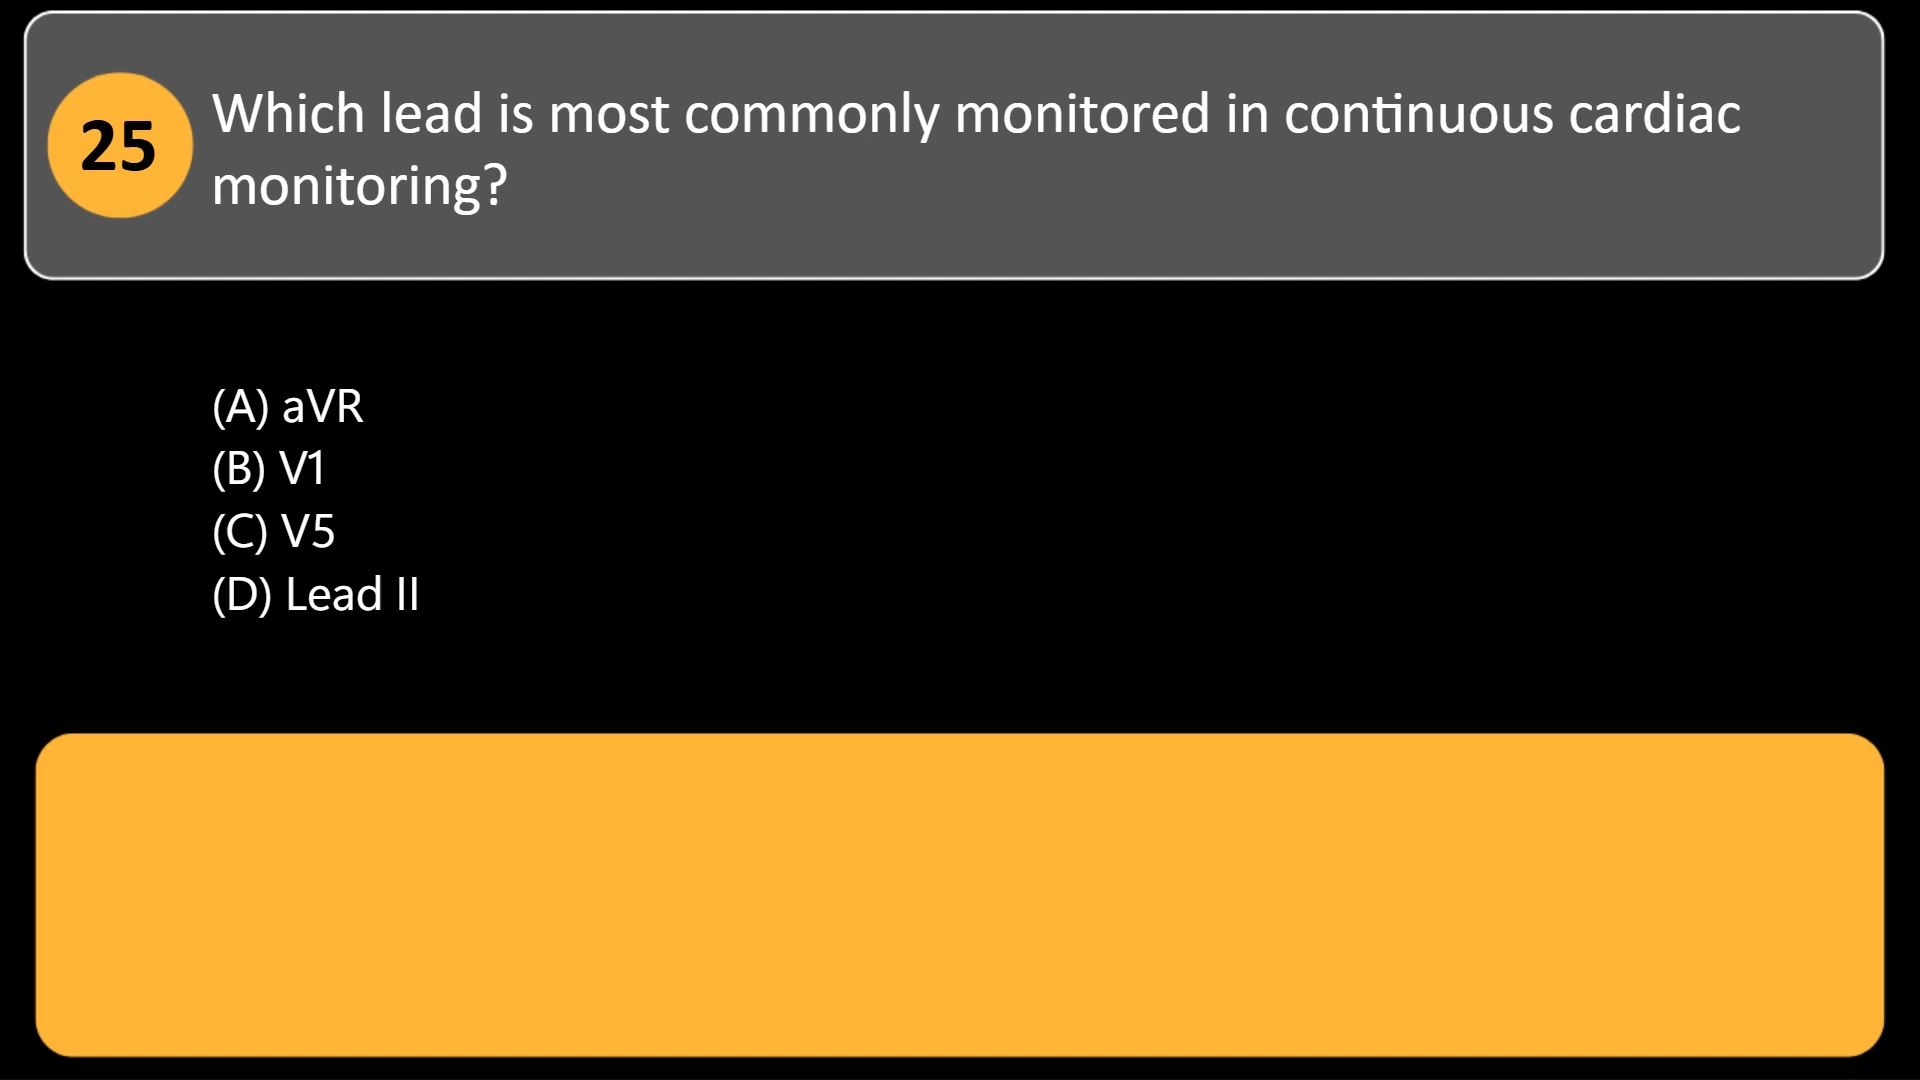 25
Which lead is most commonly monitored in continuous cardiac
monitoring?
(A) aVR
(B) V1
(C) V5
(D) Lead II